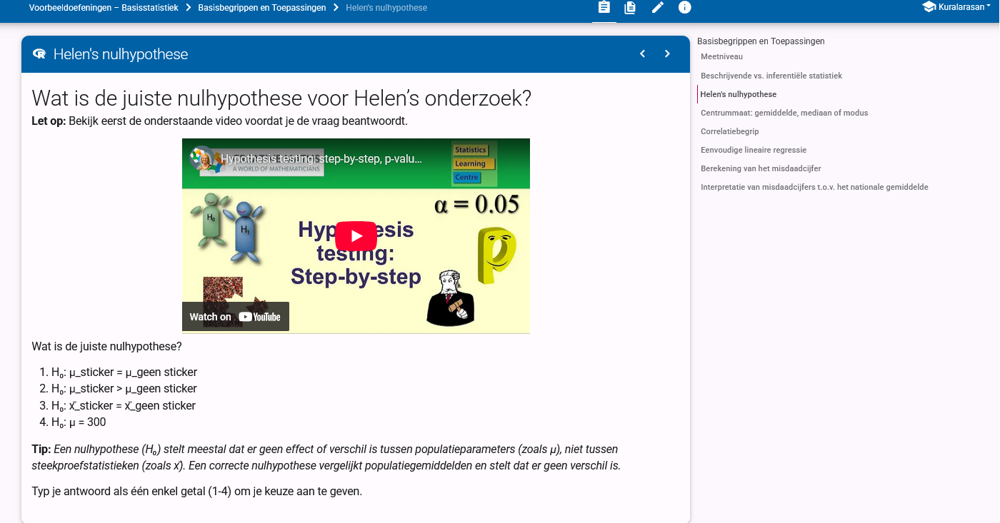 Voorbeeldoefeningen – Basisstatistiek > Basisbegrippen en Toepassingen > Helen's nulhypothese
Kuralarasan
Helen's nulhypothese
Wat is de juiste nulhypothese voor Helen's onderzoek?
Let op: Bekijk eerst de onderstaande video voordat je de vraag beantwoordt.
Hypothesis testing: step-by-step, p-valu...
A WORLD OF MATHEMATICIANS
Statistics
Learning
Centre
α = 0.05
H₀
H₁
Hypothesis
testing:
Step-by-step
p
Watch on YouTube
Wat is de juiste nulhypothese?
1. H₀: μ_sticker = μ_geen sticker
2. H₀: μ_sticker > μ_geen sticker
3. H₀: x̄_sticker = x̄_geen sticker
4. H₀: μ = 300
Tip: Een nulhypothese (H₀) stelt meestal dat er geen effect of verschil is tussen populatieparameters (zoals μ), niet tussen
steekproefstatistieken (zoals x̄). Een correcte nulhypothese vergelijkt populatiegemiddelden en stelt dat er geen verschil is.
Typ je antwoord als één enkel getal (1-4) om je keuze aan te geven.
Basisbegrippen en Toepassingen
Meetniveau
Beschrijvende vs. inferentiële statistiek
Helen's nulhypothese
Centrummaat: gemiddelde, mediaan of modus
Correlatiebegrip
Eenvoudige lineaire regressie
Berekening van het misdaadcijfer
Interpretatie van misdaadcijfers t.o.v. het nationale gemiddelde